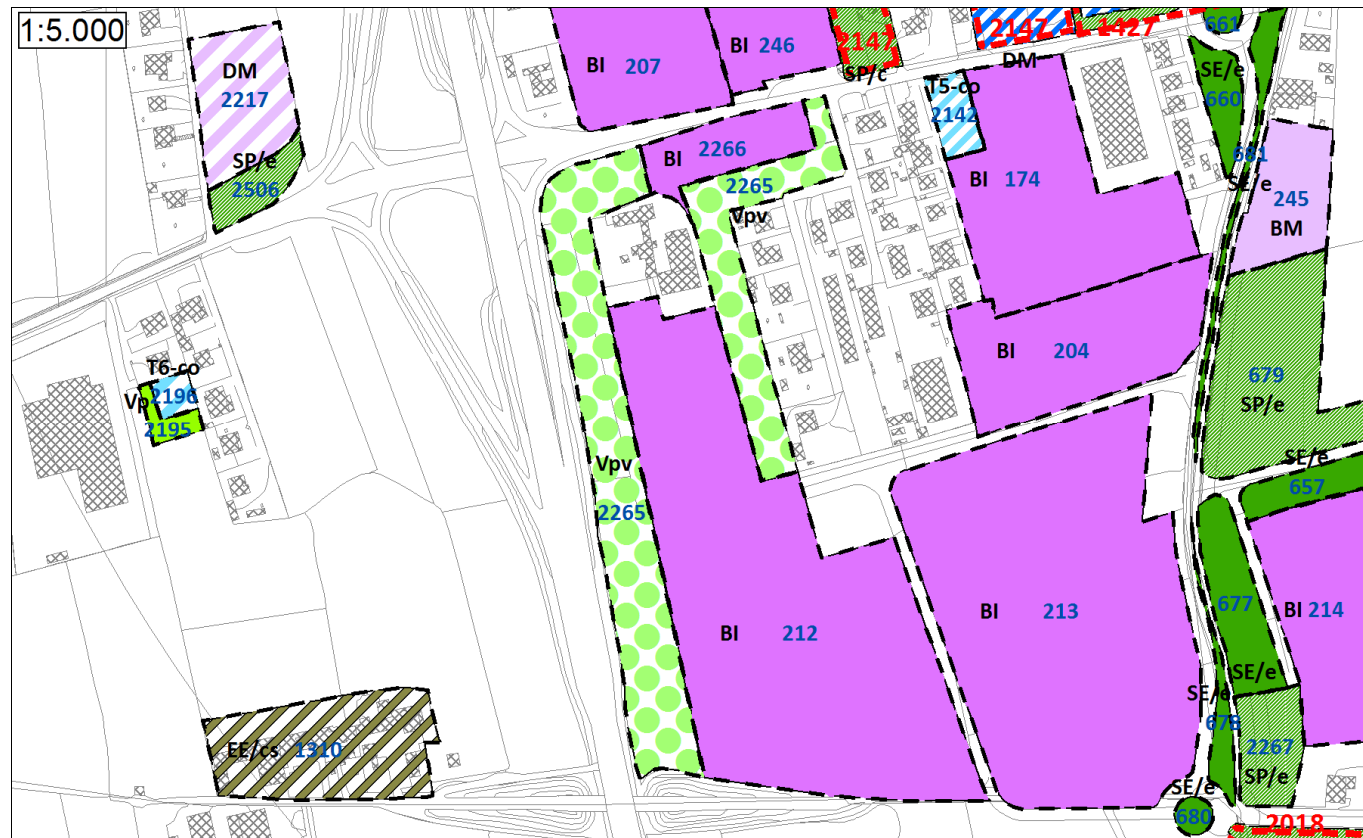 1:5.000
661
2147
1427
BI 246
2147
DM
SP/c
BI 207
DM
2217
SE/e
660
T5-co
2142
BI 2266
681
SE/e
SP/e
2506
2265
Vpv
BI 174
245
BM
BI 204
T6-co
2196
Vp
2195
679
SP/e
SE/e
657
Vpv
2265
677
BI 212
BI 213
BI 214
SE/e
SE/e
678
EE/cs 1310
2267
SP/e
SE/e
680
2018